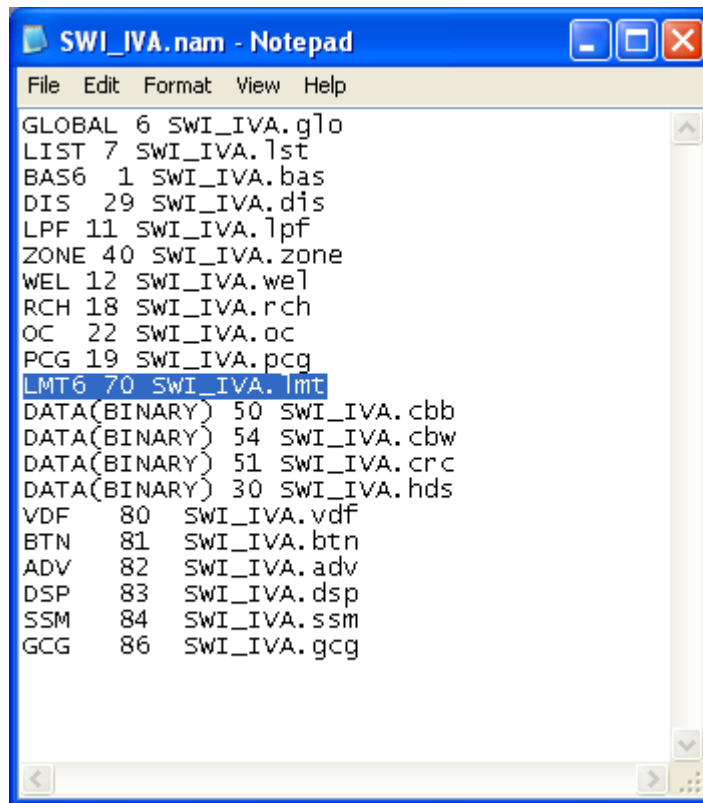 SWI_IVA.nam - Notepad
File Edit Format View Help
GLOBAL 6 SWI_IVA.glo
LIST 7 SWI_IVA.lst
BAS6  1 SWI_IVA.bas
DIS  29 SWI_IVA.dis
LPF 11 SWI_IVA.lpf
ZONE 40 SWI_IVA.zone
WEL 12 SWI_IVA.wel
RCH 18 SWI_IVA.rch
OC  22 SWI_IVA.oc
PCG 19 SWI_IVA.pcg
LMT6 70 SWI_IVA.lmt
DATA(BINARY) 50 SWI_IVA.cbb
DATA(BINARY) 54 SWI_IVA.cbw
DATA(BINARY) 51 SWI_IVA.crc
DATA(BINARY) 30 SWI_IVA.hds
VDF   80  SWI_IVA.vdf
BTN   81  SWI_IVA.btn
ADV   82  SWI_IVA.adv
DSP   83  SWI_IVA.dsp
SSM   84  SWI_IVA.ssm
GCG   86  SWI_IVA.gcg